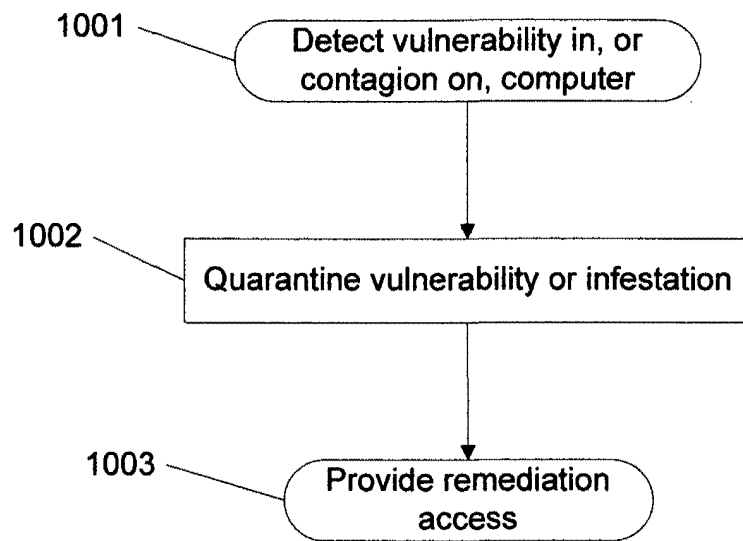 1001
Detect vulnerability in, or
contagion on, computer
1002
Quarantine vulnerability or infestation
1003
Provide remediation
access